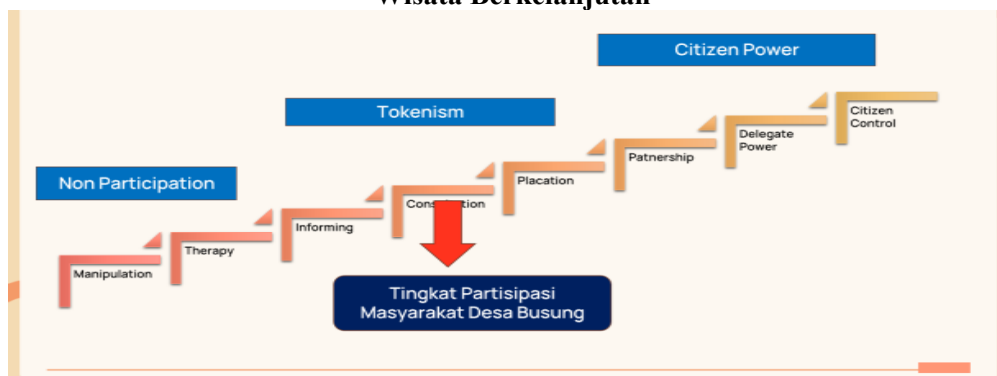 Wisata Berkelanjutan
Citizen Power
Tokenism
Non Participation
Citizen
Control
Delegate
Power
Patnership
Placation
Informing
Therapy
Manipulation
Tingkat Partisipasi
Masyarakat Desa Busung